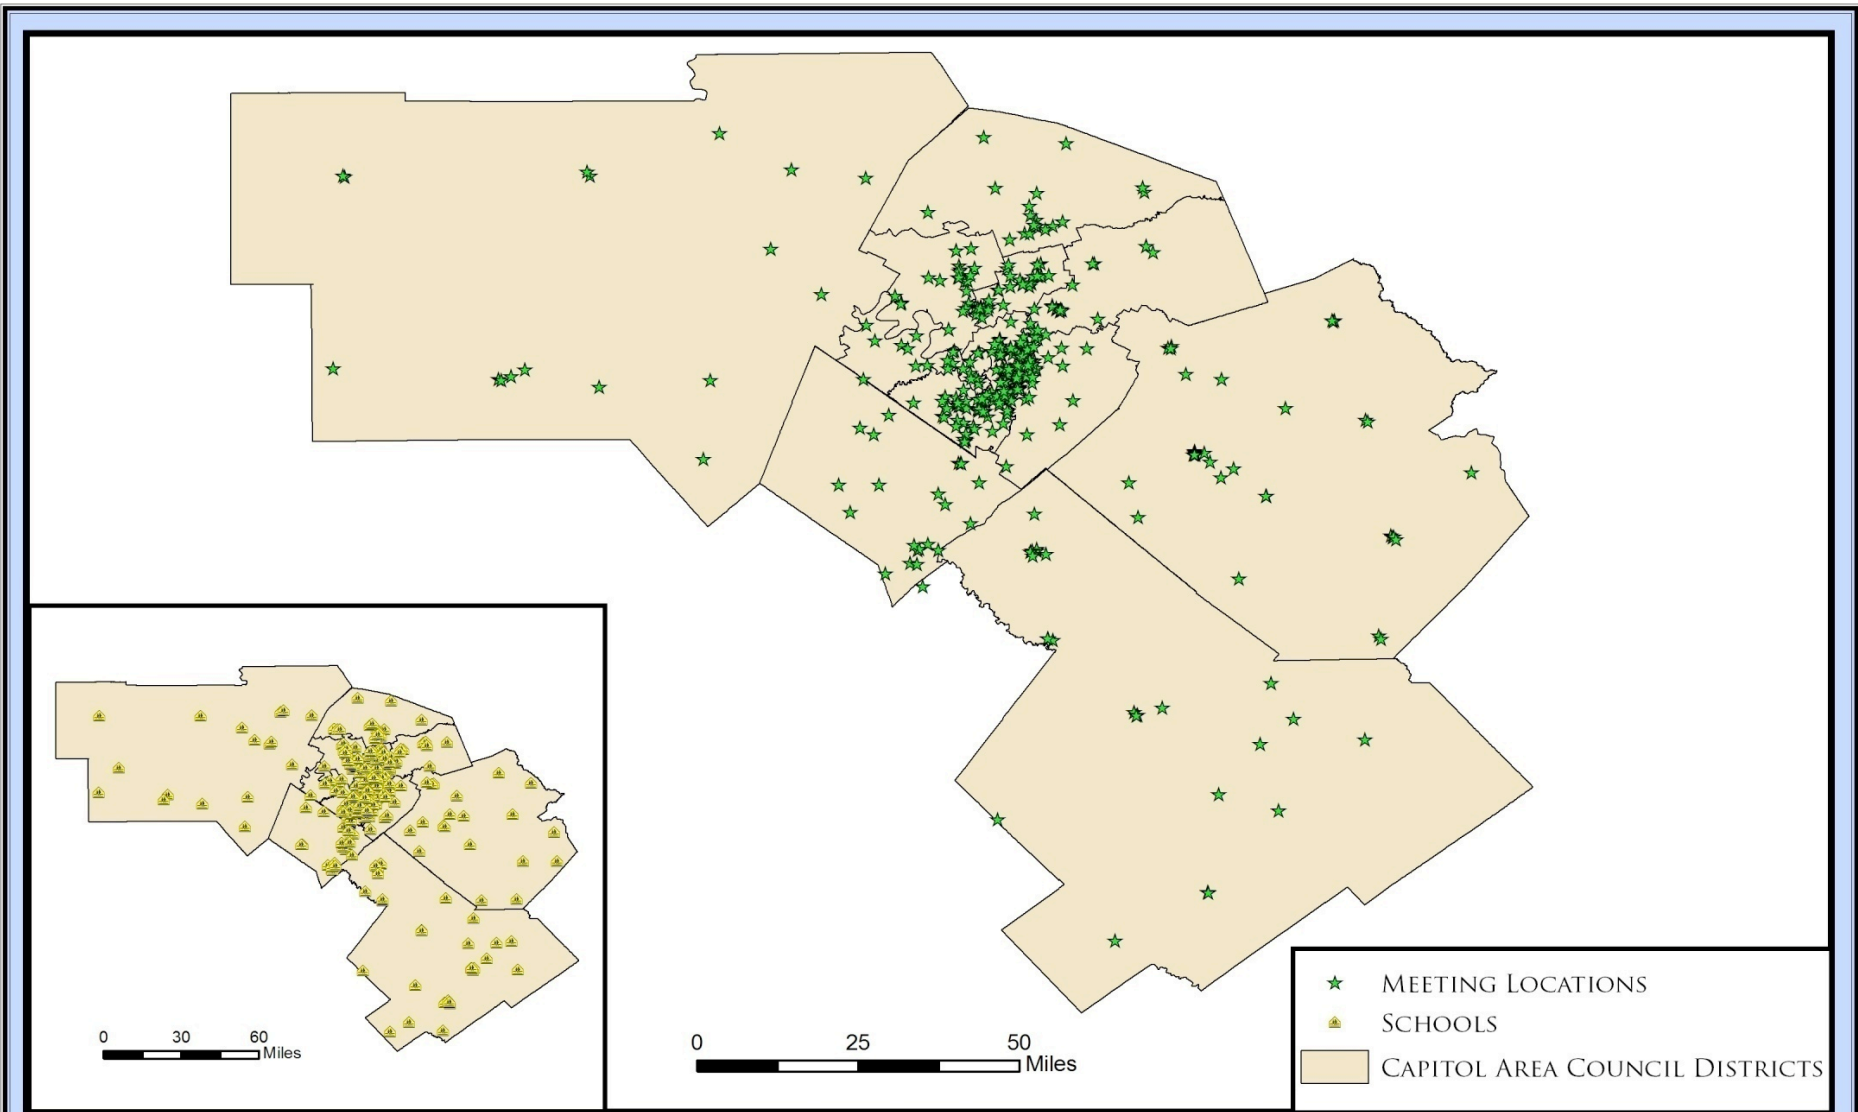 0 30 60
Miles
0 25 50
Miles
MEETING LOCATIONS
SCHOOLS
CAPITOL AREA COUNCIL DISTRICTS